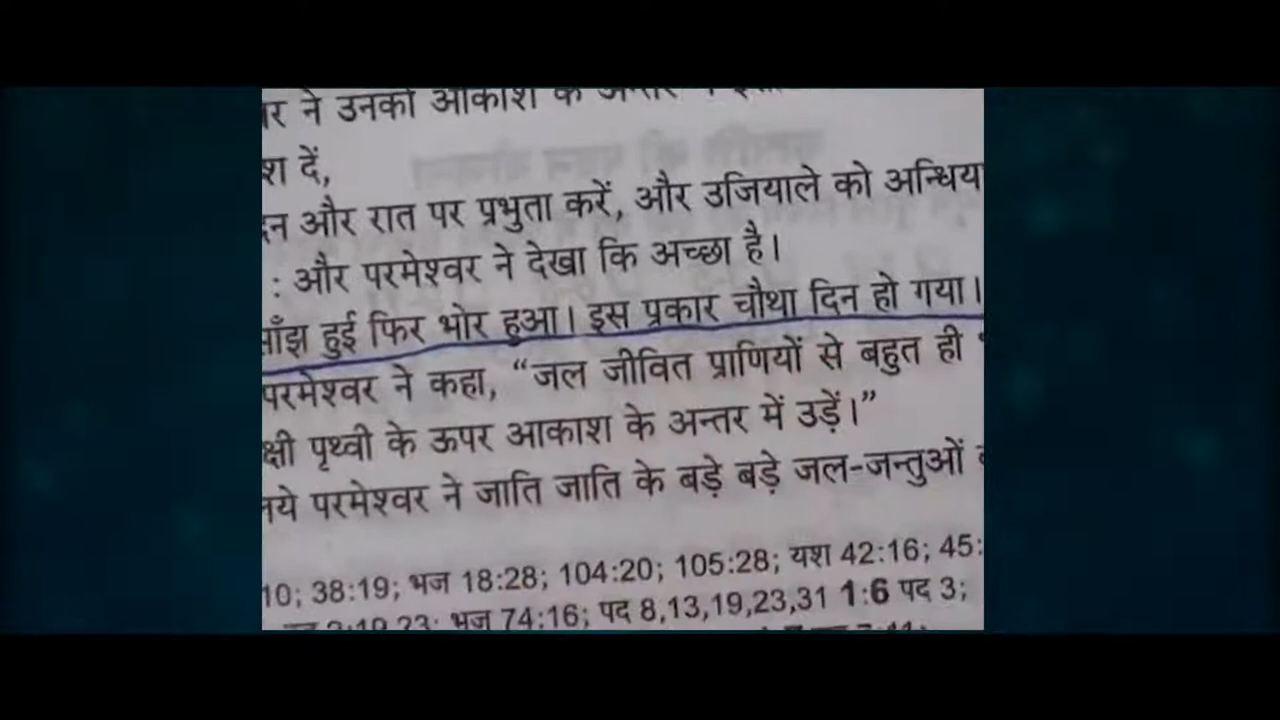 ने उनको आकाश के
श दें,
न और रात पर प्रभुता करें, और उजियाले को अन्धिय
: और परमेश्वर ने देखा कि अच्छा है।
साँझ हुई फिर भोर हुआ। इस प्रकार चौथा दिन हो गया।
परमेश्वर ने कहा, “जल जीवित प्राणियों से बहुत ही
क्षी पृथ्वी के ऊपर आकाश के अन्तर में उड़ें।”
लिये परमेश्वर ने जाति जाति के बड़े बड़े जल-जन्तुओं
10; 38:19; भज 18:28; 104:20; 105:28; यश 42:16; 45:
भज 74:16; पद 8,13,19,23,31 1:6 पद 3;